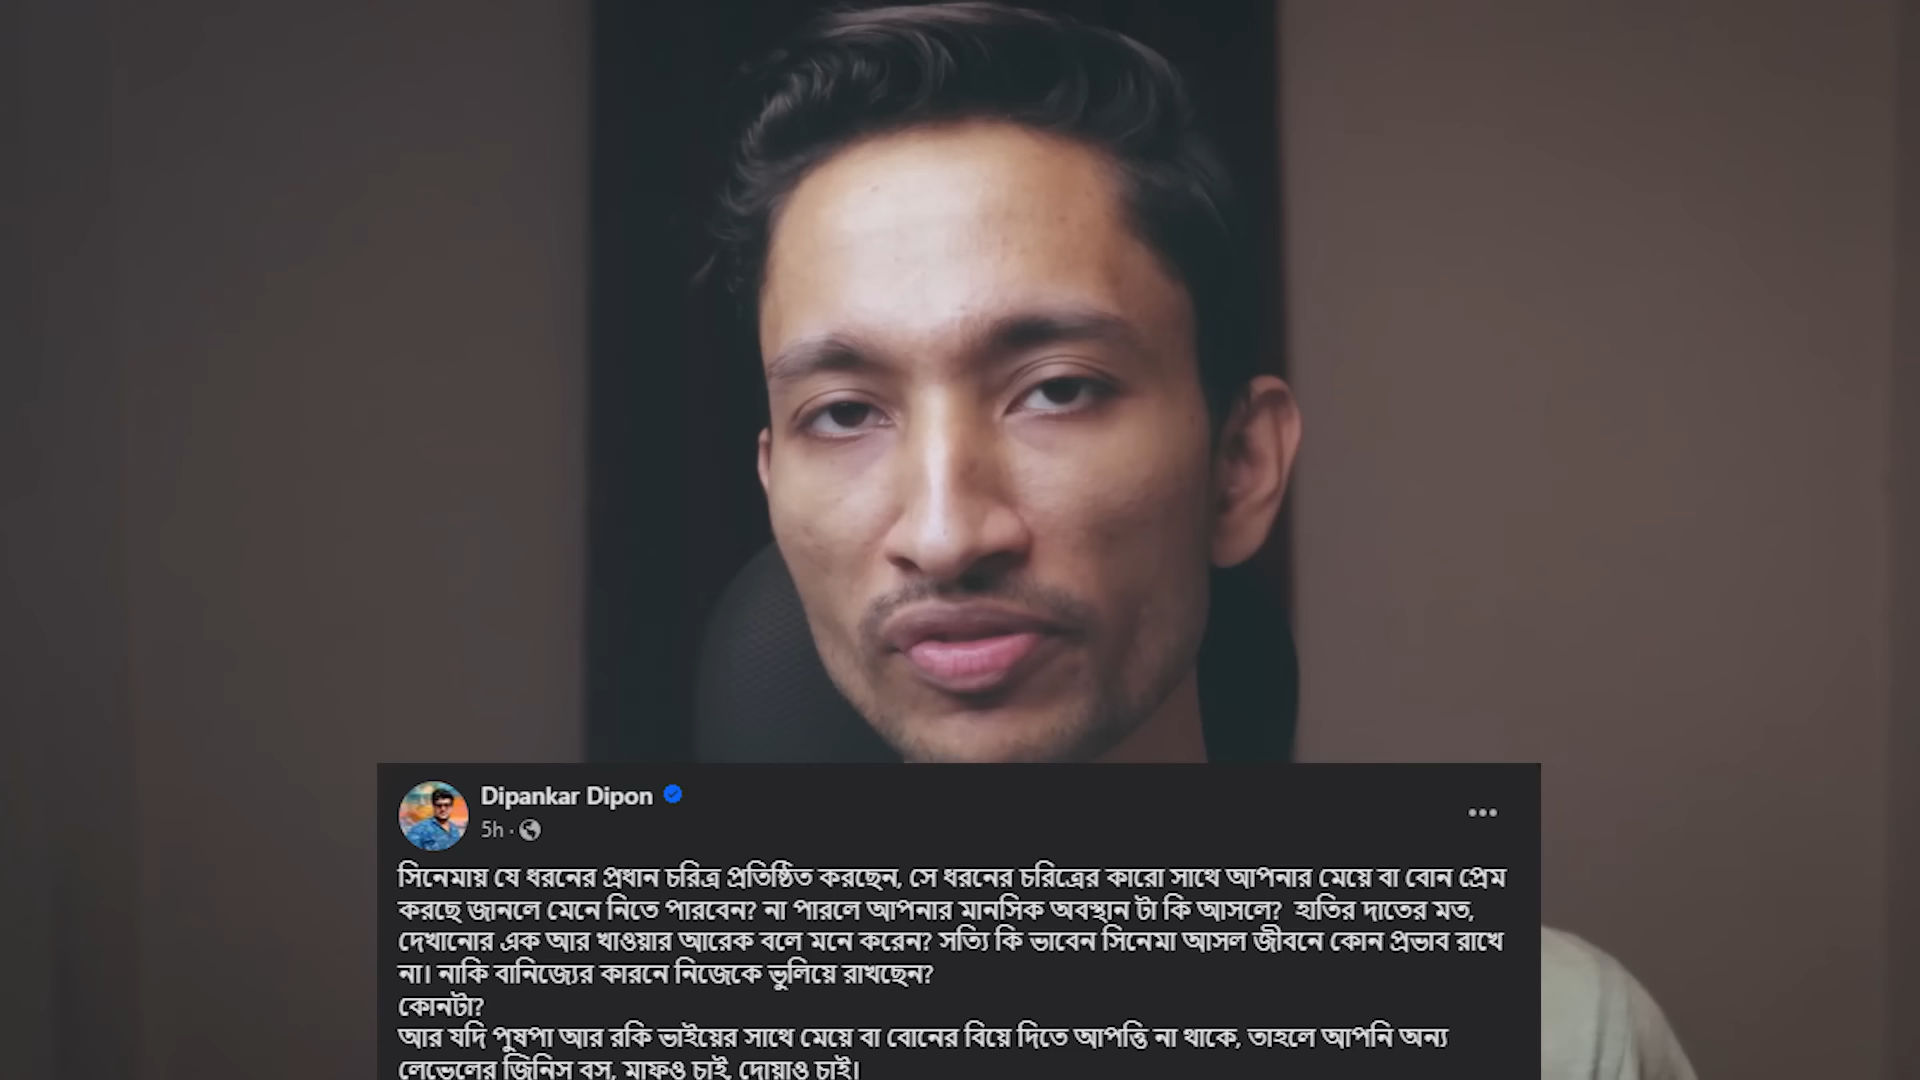 Dipankar Dipon
5h ·
সিনেমায় যে ধরনের প্রধান চরিত্র প্রতিষ্ঠিত করছেন, সে ধরনের চরিত্রের কারো সাথে আপনার মেয়ে বা বোন প্রেম
করছে জানলে মেনে নিতে পারবেন? না পারলে আপনার মানসিক অবস্থান টা কি আসলে? হাতির দাতের মত,
দেখানোর এক আর খাওয়ার আরেক বলে মনে করেন? সত্যি কি ভাবেন সিনেমা আসল জীবনে কোন প্রভাব রাখে
না। নাকি বানিজ্যের কারনে নিজেকে ভুলিয়ে রাখছেন?
কোনটা?
আর যদি পুষপা আর রকি ভাইয়ের সাথে মেয়ে বা বোনের বিয়ে দিতে আপত্তি না থাকে, তাহলে আপনি অন্য
লেভেলের জিনিস বস, মাফও চাই, দোয়াও চাই।